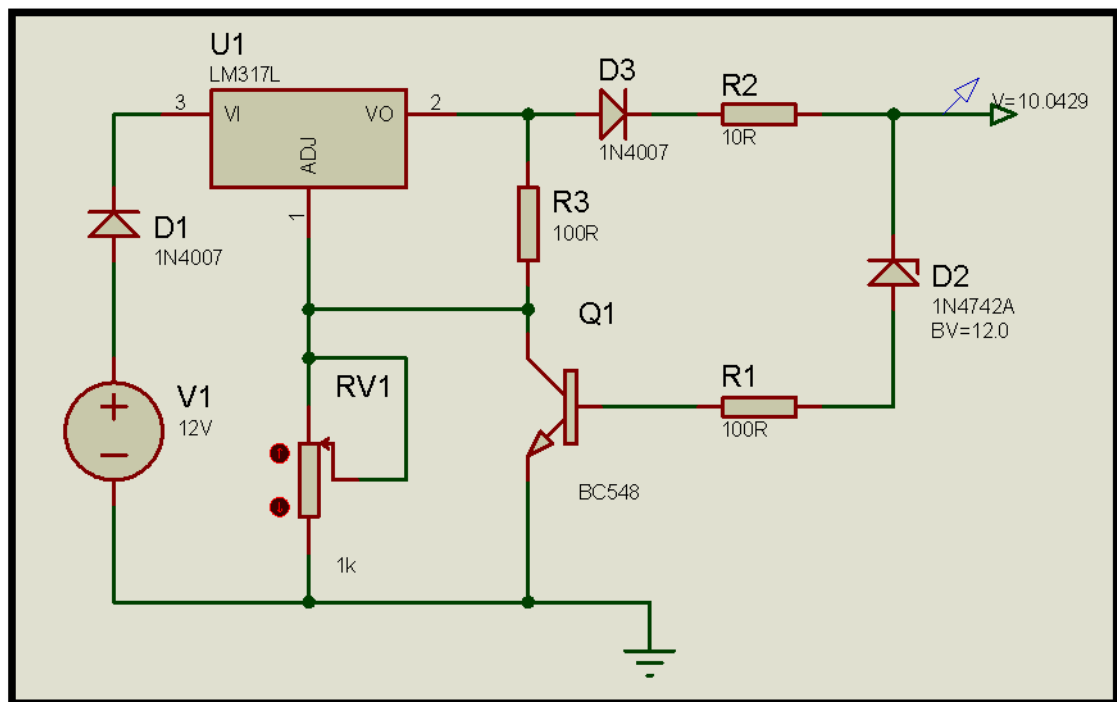 U1
LM317L
3
VI
VO
2
ADJ
1
D3
1N4007
R2
10R
V=10.0429
D1
1N4007
R3
100R
D2
1N4742A
BV=12.0
Q1
BC548
R1
100R
V1
12V
RV1
1k